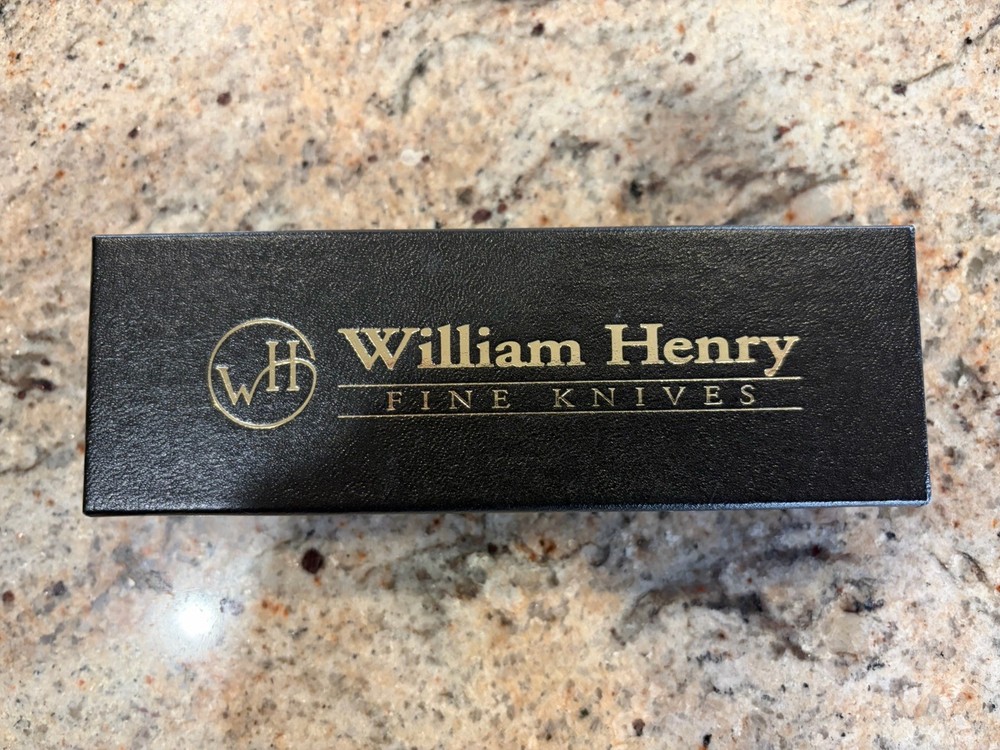 WH
William Henry
FINE KNIVES